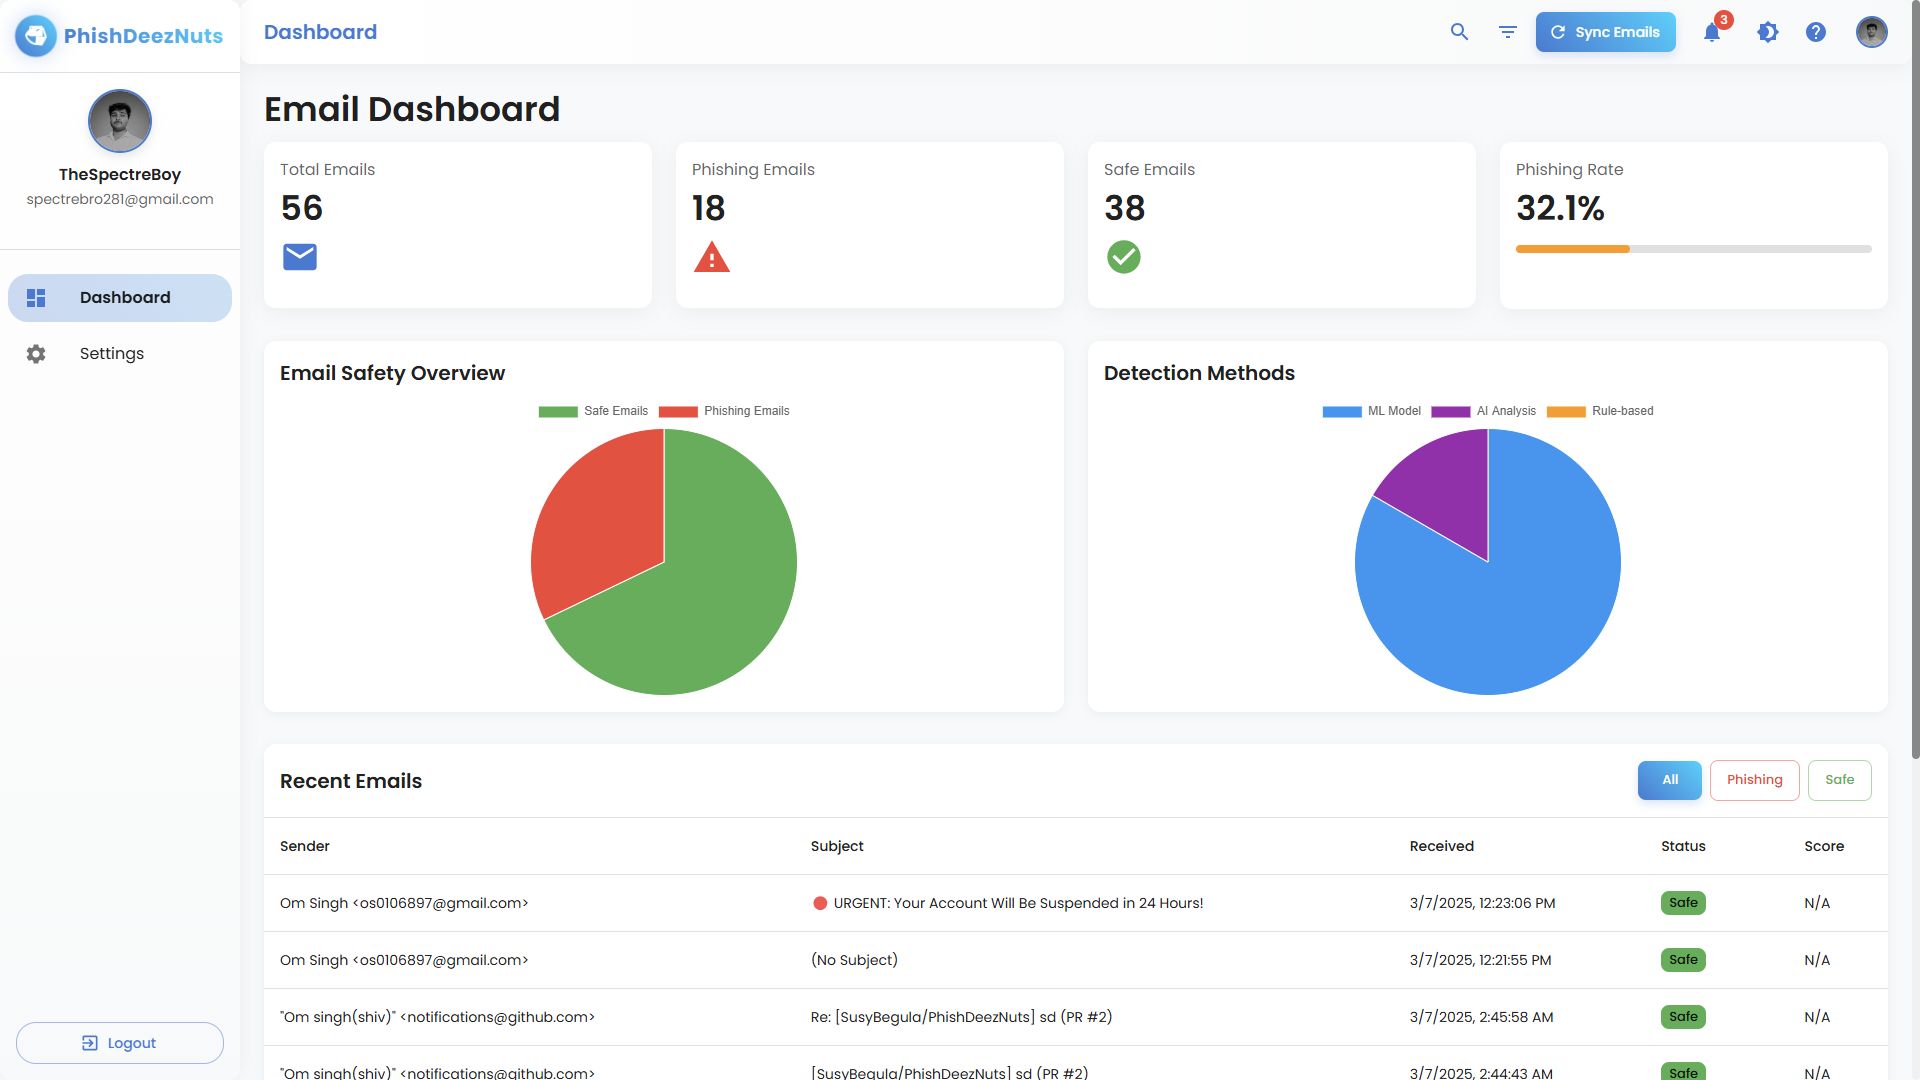 PhishDeezNuts
TheSpectreBoy
spectrebro281@gmail.com
Dashboard
Settings
Logout
Dashboard
Sync Emails
3
Email Dashboard
Total Emails
56
Phishing Emails
18
Safe Emails
38
Phishing Rate
32.1%
Email Safety Overview
Safe Emails Phishing Emails
Detection Methods
ML Model AI Analysis Rule-based
Recent Emails
All Phishing Safe
Sender Subject Received Status Score
Om Singh <os0106897@gmail.com> URGENT: Your Account Will Be Suspended in 24 Hours! 3/7/2025, 12:23:06 PM Safe N/A
Om Singh <os0106897@gmail.com> (No Subject) 3/7/2025, 12:21:55 PM Safe N/A
"Om singh(shiv)" <notifications@github.com> Re: [SusyBegula/PhishDeezNuts] sd (PR #2) 3/7/2025, 2:45:58 AM Safe N/A
"Om singh(shiv)" <notifications@github.com> [SusyBegula/PhishDeezNuts] sd (PR #2) 3/7/2025, 2:44:43 AM Safe N/A